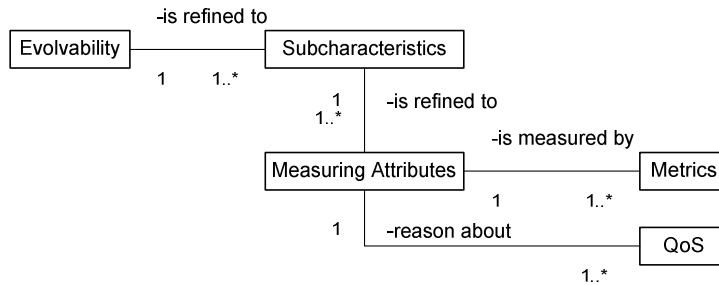 -is refined to
Evolvability
Subcharacteristics
1
1..*
1
-is refined to
1..*
-is measured by
Measuring Attributes
Metrics
1
1..*
1
-reason about
QoS
1..*